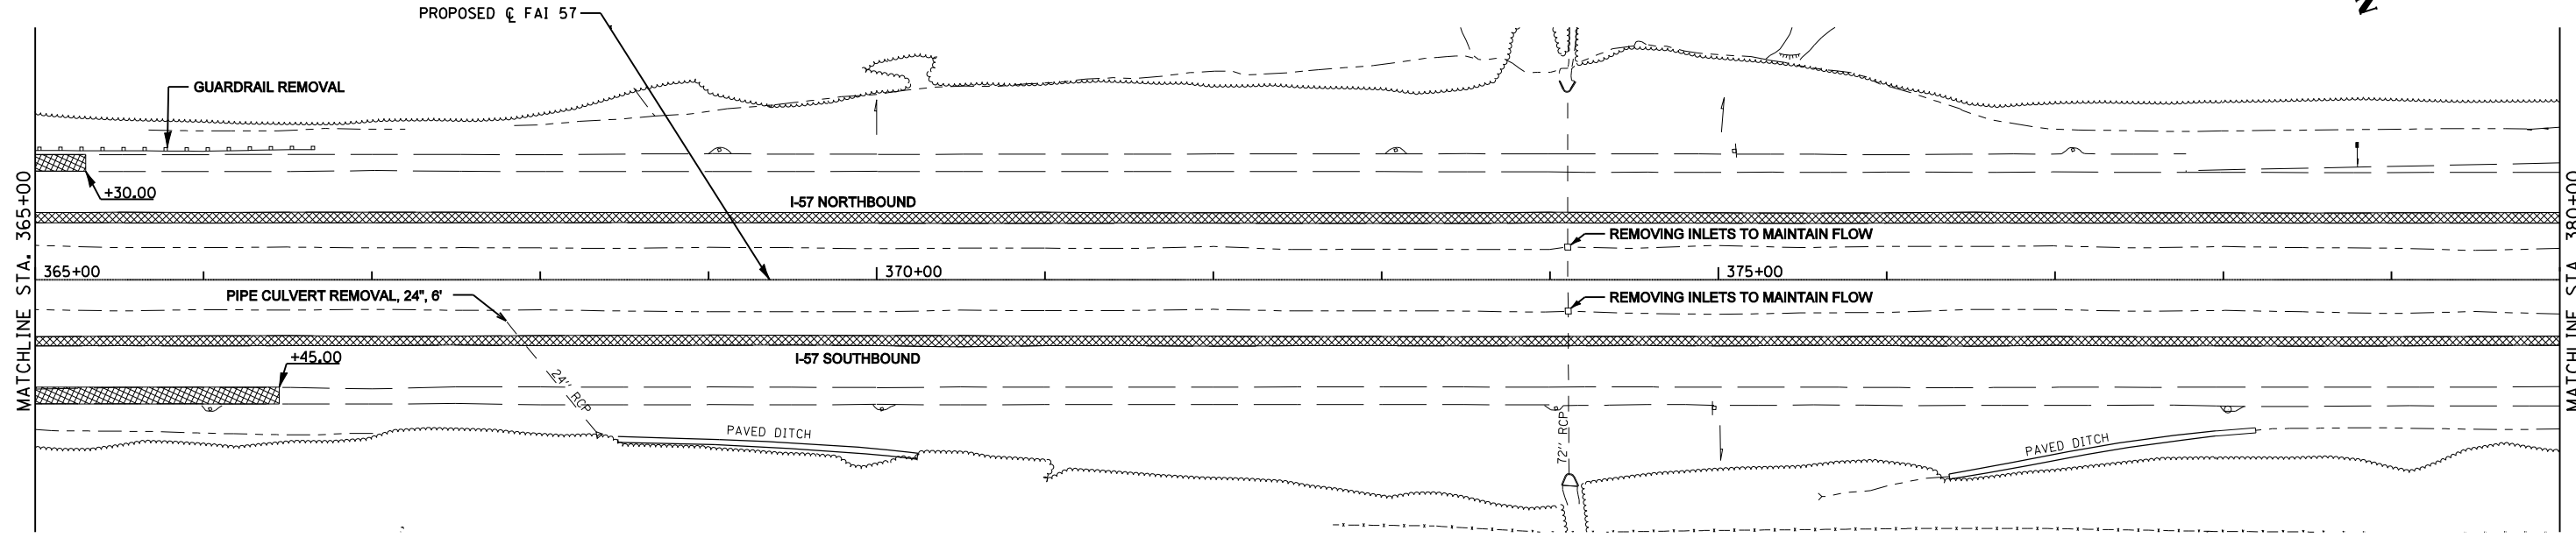 PROPOSED ℄ FAI 57
N
GUARDRAIL REMOVAL
+30.00
I-57 NORTHBOUND
REMOVING INLETS TO MAINTAIN FLOW
MATCHLINE STA. 365+00
365+00
370+00
375+00
MATCHLINE STA. 380+00
PIPE CULVERT REMOVAL, 24", 6'
REMOVING INLETS TO MAINTAIN FLOW
+45.00
I-57 SOUTHBOUND
24" RCP
72" RCP
PAVED DITCH
PAVED DITCH